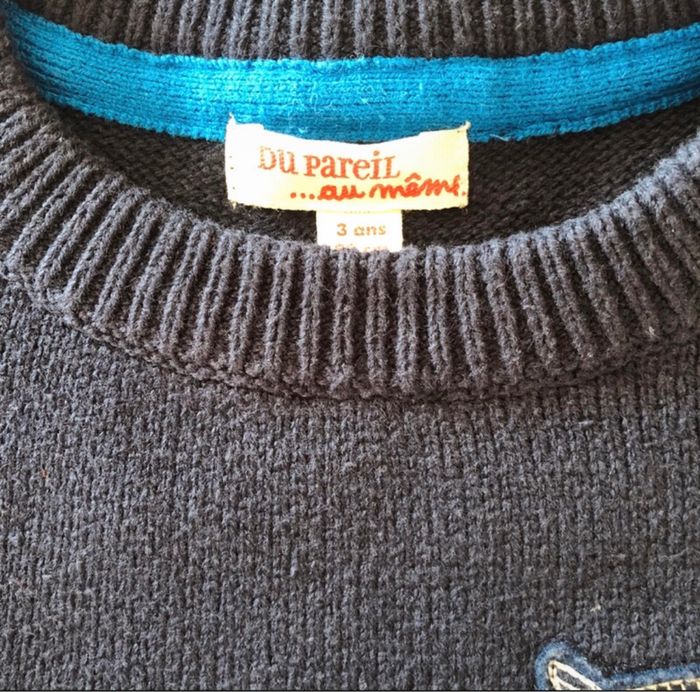 DU PAREIL
...au même.
3 ans